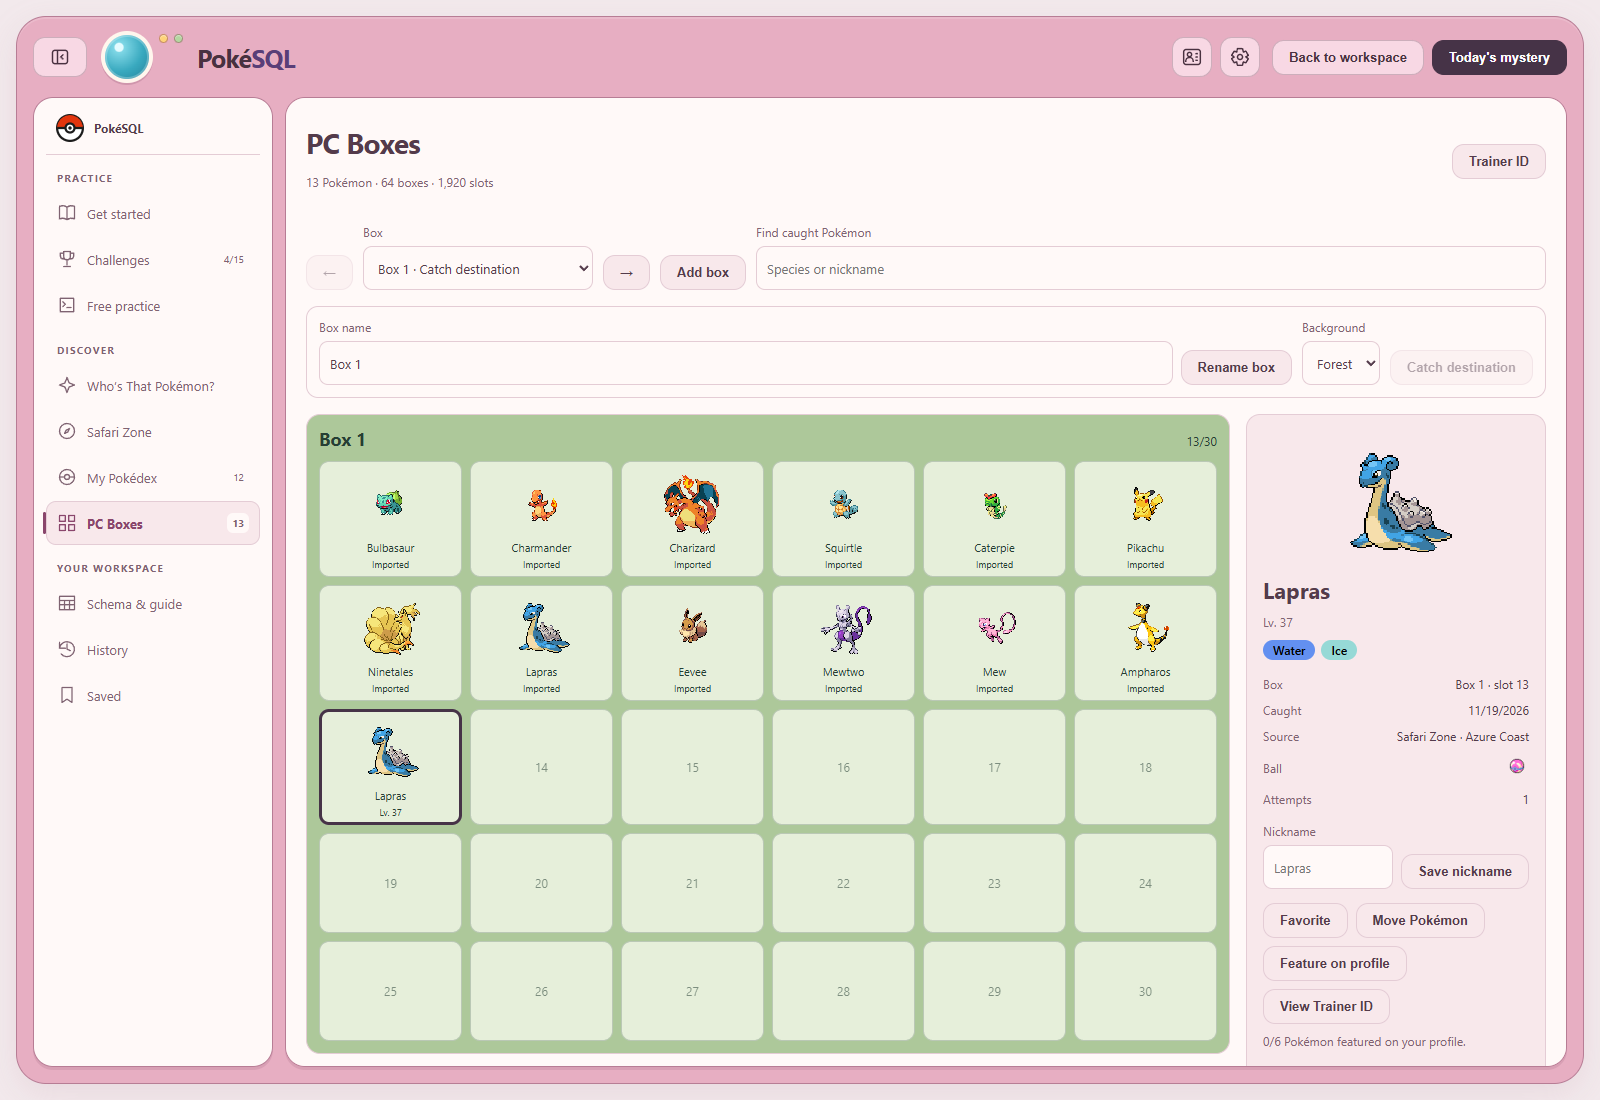 PokéSQL
Back to workspace
Today's mystery
PokéSQL
PRACTICE
Get started
Challenges 4/15
Free practice
DISCOVER
Who's That Pokémon?
Safari Zone
My Pokédex 12
PC Boxes 13
YOUR WORKSPACE
Schema & guide
History
Saved
PC Boxes
13 Pokémon · 64 boxes · 1,920 slots
Trainer ID
Box
Find caught Pokémon
← Box 1 · Catch destination → Add box Species or nickname
Box name
Background
Box 1 Rename box Forest Catch destination
Box 1 13/30
Bulbasaur Charmander Charizard Squirtle Caterpie Pikachu
Imported Imported Imported Imported Imported Imported
Ninetales Lapras Eevee Mewtwo Mew Ampharos
Imported Imported Imported Imported Imported Imported
14 15 16 17 18
Lapras
Lv. 37
19 20 21 22 23 24
25 26 27 28 29 30
Lapras
Lv. 37
Water Ice
Box Box 1 · slot 13
Caught 11/19/2026
Source Safari Zone · Azure Coast
Ball
Attempts 1
Nickname
Lapras Save nickname
Favorite Move Pokémon
Feature on profile
View Trainer ID
0/6 Pokémon featured on your profile.